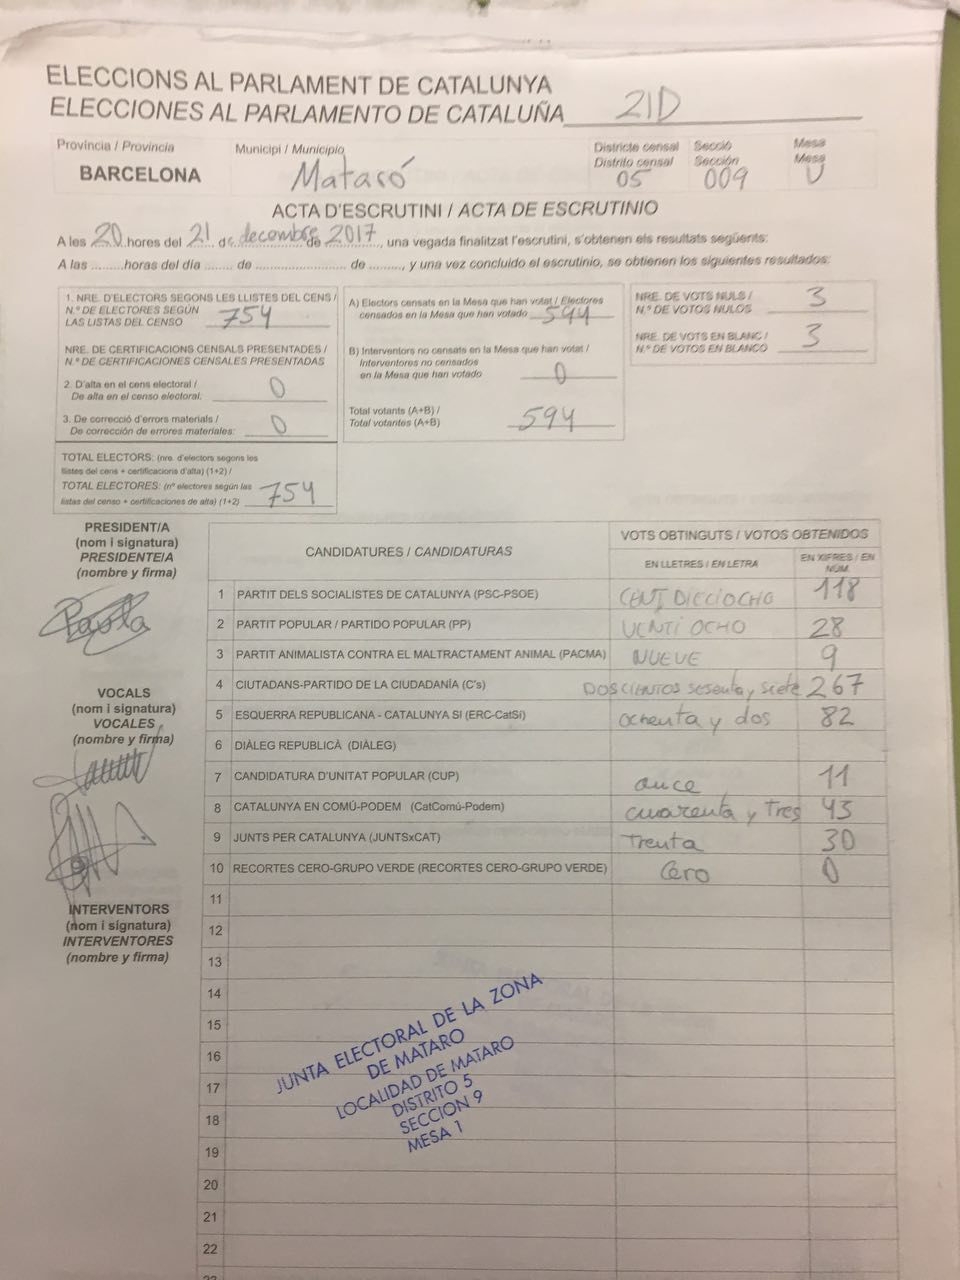 ELECCIONS AL PARLAMENT DE CATALUNYA
ELECCIONES AL PARLAMENTO DE CATALUÑA 21D
Provincia / Provincia
BARCELONA
Municipi / Municipio
Mataró
Districte censal
Distrito censal
05
Secció
Sección
009
Mesa
Mesa
U
ACTA D'ESCRUTINI / ACTA DE ESCRUTINIO
A les 20 hores del 21 de decembre de 2017, una vegada finalitzat l'escrutini, s'obtenen els resultats següents:
A las ........horas del día ....... de ....................... de ........., y una vez concluido el escrutinio, se obtienen los siguientes resultados:
1. NRE. D'ELECTORS SEGONS LES LLISTES DEL CENS /
N.º DE ELECTORES SEGÚN
LAS LISTAS DEL CENSO 754
NRE. DE CERTIFICACIONS CENSALS PRESENTADES /
N.º DE CERTIFICACIONES CENSALES PRESENTADAS
2. D'alta en el cens electoral /
De alta en el censo electoral: 0
3. De correcció d'errors materials /
De corrección de errores materiales: 0
TOTAL ELECTORS: (nre. d'electors segons les
llistes del cens + certificacions d'alta) (1+2) /
TOTAL ELECTORES: (nº electores según las
listas del censo + certificaciones de alta) (1+2) 754
A) Electors censats en la Mesa que han votat / Electores
censados en la Mesa que han votado 594
B) Interventors no censats en la Mesa que han votat /
Interventores no censados
en la Mesa que han votado 0
Total votants (A+B) /
Total votantes (A+B) 594
NRE. DE VOTS NULS /
N.º DE VOTOS NULOS 3
NRE. DE VOTS EN BLANC /
N.º DE VOTOS EN BLANCO 3
PRESIDENT/A
(nom i signatura)
PRESIDENTE/A
(nombre y firma)
VOCALS
(nom i signatura)
VOCALES
(nombre y firma)
INTERVENTORS
(nom i signatura)
INTERVENTORES
(nombre y firma)
CANDIDATURES / CANDIDATURAS
VOTS OBTINGUTS / VOTOS OBTENIDOS
EN LLETRES / EN LETRA
EN XIFRES / EN NÚM.
1 PARTIT DELS SOCIALISTES DE CATALUNYA (PSC-PSOE) CENT DIECIOCHO 118
2 PARTIT POPULAR / PARTIDO POPULAR (PP) VENTI OCHO 28
3 PARTIT ANIMALISTA CONTRA EL MALTRACTAMENT ANIMAL (PACMA) NUEVE 9
4 CIUTADANS-PARTIDO DE LA CIUDADANÍA (C's) DOSCIENTOS sesenta y siete 267
5 ESQUERRA REPUBLICANA - CATALUNYA SI (ERC-CatSí) ochenta y dos 82
6 DIÀLEG REPUBLICÀ (DIÀLEG)
7 CANDIDATURA D'UNITAT POPULAR (CUP) once 11
8 CATALUNYA EN COMÚ-PODEM (CatComú-Podem) cuarenta y Tres 43
9 JUNTS PER CATALUNYA (JUNTSxCAT) Trenta 30
10 RECORTES CERO-GRUPO VERDE (RECORTES CERO-GRUPO VERDE) Cero 0
11
12
13
14
15
16
17
18
19
20
21
22
23
JUNTA ELECTORAL DE LA ZONA
DE MATARO
LOCALIDAD DE MATARO
DISTRITO 5
SECCION 9
MESA 1